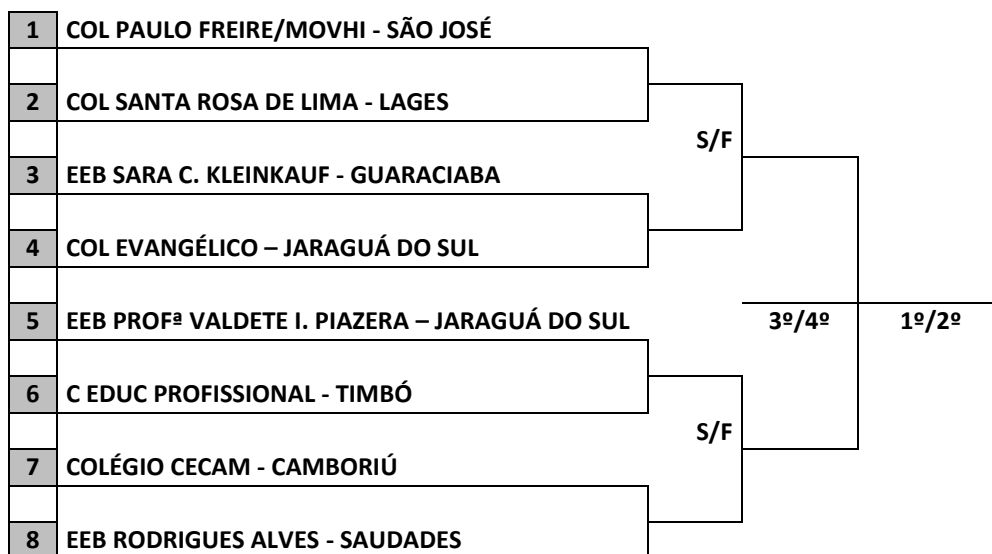 1 COL PAULO FREIRE/MOVHI - SÃO JOSÉ
2 COL SANTA ROSA DE LIMA - LAGES
S/F
3 EEB SARA C. KLEINKAUF - GUARACIABA
4 COL EVANGÉLICO – JARAGUÁ DO SUL
5 EEB PROFª VALDETE I. PIAZERA – JARAGUÁ DO SUL 3º/4º 1º/2º
6 C EDUC PROFISSIONAL - TIMBÓ
S/F
7 COLÉGIO CECAM - CAMBORIÚ
8 EEB RODRIGUES ALVES - SAUDADES